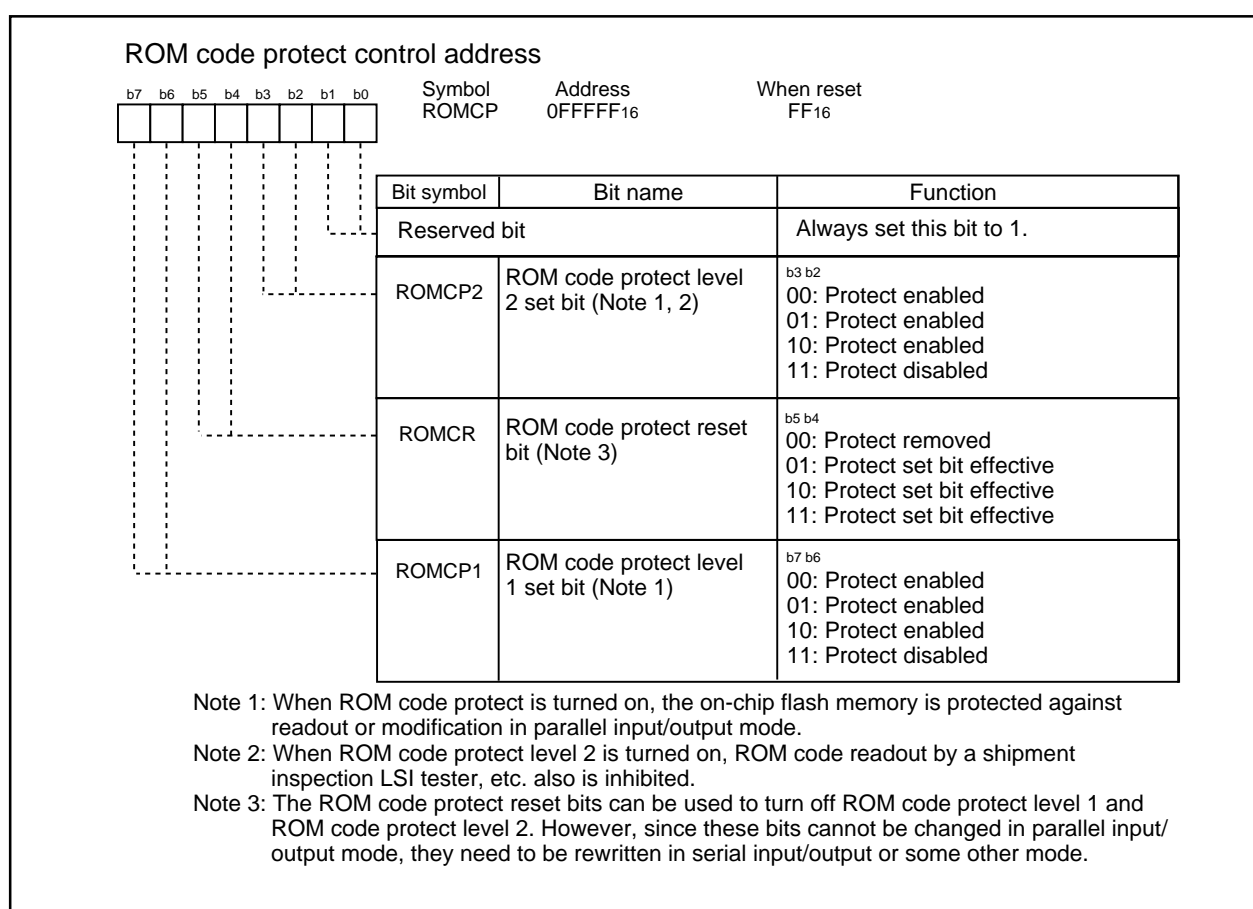 ROM code protect control address
b7 b6 b5 b4 b3 b2 b1 b0
Symbol Address When reset
ROMCP 0FFFFF16 FF16
Bit symbol Bit name Function
Reserved bit Always set this bit to 1.
ROMCP2 ROM code protect level
2 set bit (Note 1, 2)
b3 b2
00: Protect enabled
01: Protect enabled
10: Protect enabled
11: Protect disabled
ROMCR ROM code protect reset
bit (Note 3)
b5 b4
00: Protect removed
01: Protect set bit effective
10: Protect set bit effective
11: Protect set bit effective
ROMCP1 ROM code protect level
1 set bit (Note 1)
b7 b6
00: Protect enabled
01: Protect enabled
10: Protect enabled
11: Protect disabled
Note 1: When ROM code protect is turned on, the on-chip flash memory is protected against
readout or modification in parallel input/output mode.
Note 2: When ROM code protect level 2 is turned on, ROM code readout by a shipment
inspection LSI tester, etc. also is inhibited.
Note 3: The ROM code protect reset bits can be used to turn off ROM code protect level 1 and
ROM code protect level 2. However, since these bits cannot be changed in parallel input/
output mode, they need to be rewritten in serial input/output or some other mode.